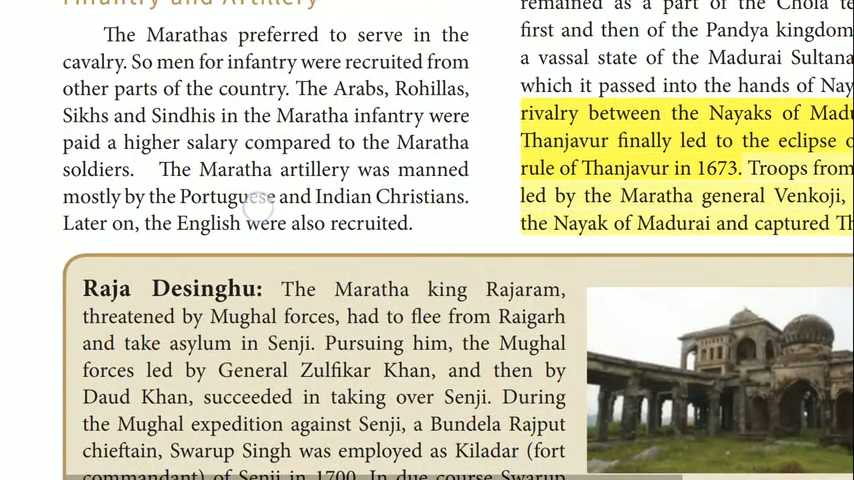 Infantry and Artillery
The Marathas preferred to serve in the
cavalry. So men for infantry were recruited from
other parts of the country. The Arabs, Rohillas,
Sikhs and Sindhis in the Maratha infantry were
paid a higher salary compared to the Maratha
soldiers. The Maratha artillery was manned
mostly by the Portuguese and Indian Christians.
Later on, the English were also recruited.
remained as a part of the Chola
first and then of the Pandya kingdom
a vassal state of the Madurai
which it passed into the hands of
rivalry between the Nayaks of
Thanjavur finally led to the eclipse
rule of Thanjavur in 1673. Troops from
led by the Maratha general Venkoji,
the Nayak of Madurai and captured
Raja Desinghu: The Maratha king Rajaram,
threatened by Mughal forces, had to flee from Raigarh
and take asylum in Senji. Pursuing him, the Mughal
forces led by General Zulfikar Khan, and then by
Daud Khan, succeeded in taking over Senji. During
the Mughal expedition against Senji, a Bundela Rajput
chieftain, Swarup Singh was employed as Kiladar (fort
commandant) of Senji in 1700. In due course Swarup